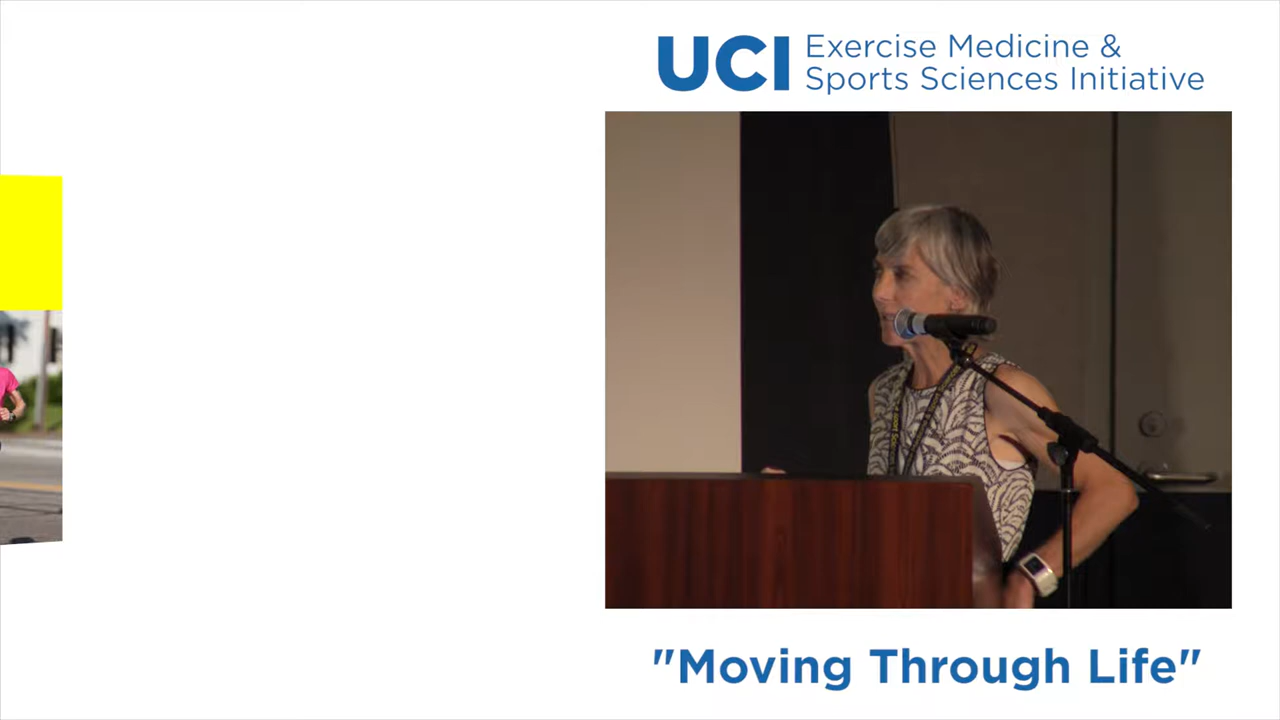 UCI Exercise Medicine &
Sports Sciences Initiative
"Moving Through Life"